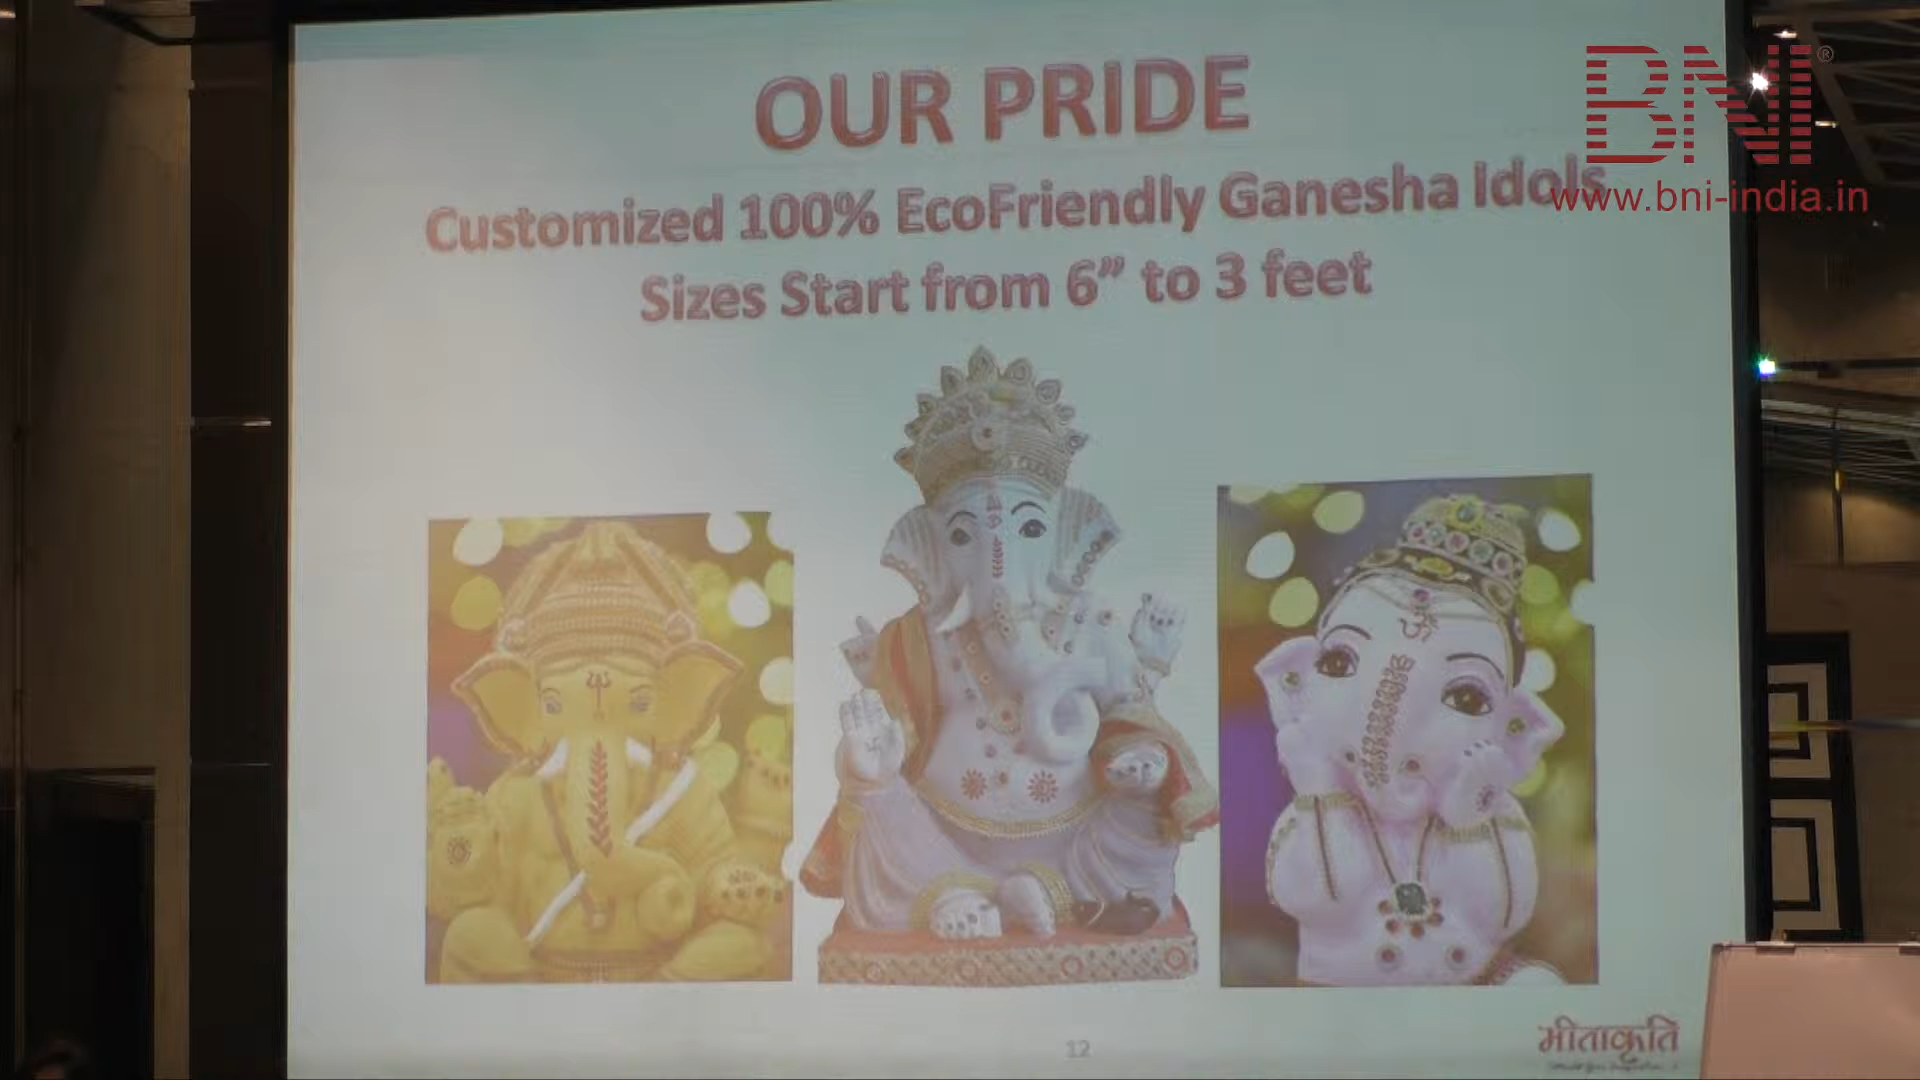 OUR PRIDE
BNI®
www.bni-india.in
Customized 100% EcoFriendly Ganesha Idols
Sizes Start from 6” to 3 feet
12
मीताकृति